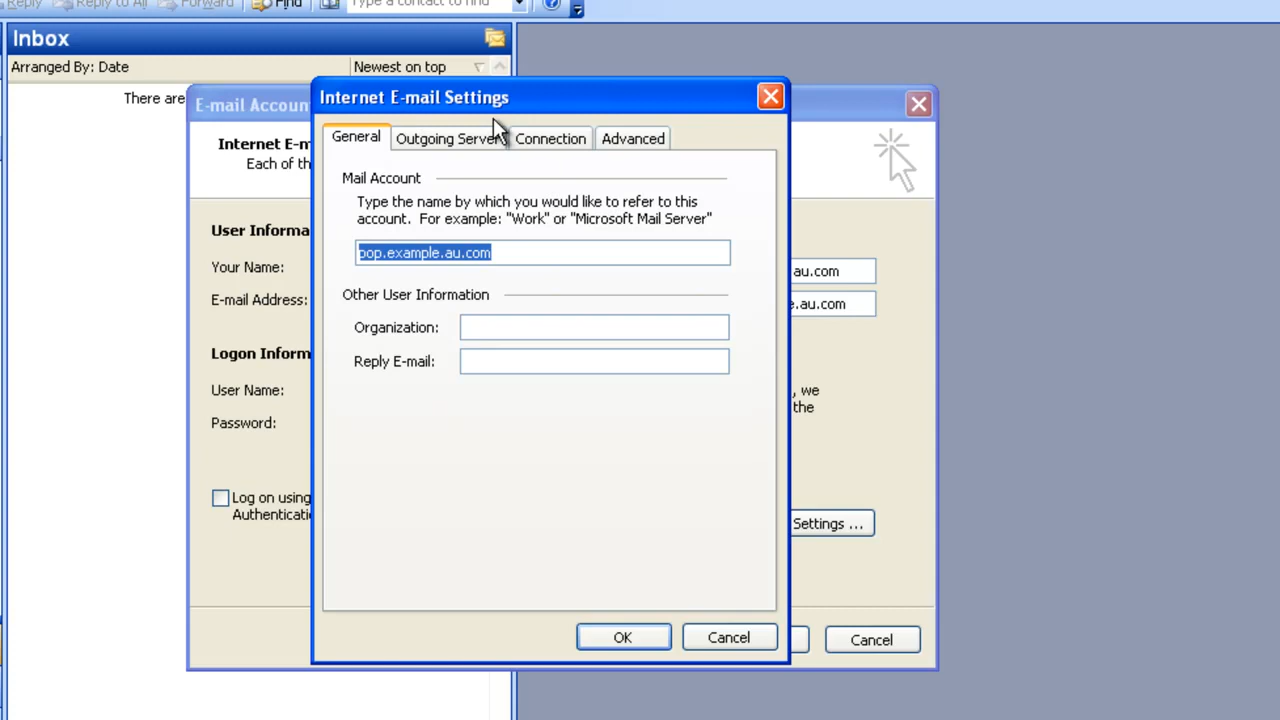 Reply Reply to All Forward Find Type a contact to find
Inbox
Arranged By: Date Newest on top
There are
E-mail Accoun
Internet E-mail Settings
Internet E-m
Each of th
General Outgoing Server Connection Advanced
Mail Account
Type the name by which you would like to refer to this
account. For example: "Work" or "Microsoft Mail Server"
pop.example.au.com
User Informa
Your Name:
au.com
E-mail Address:
e.au.com
Other User Information
Organization:
Reply E-mail:
Logon Inform
User Name:
Password:
, we
the
Log on using
Authenticati
Settings ...
OK Cancel
Cancel